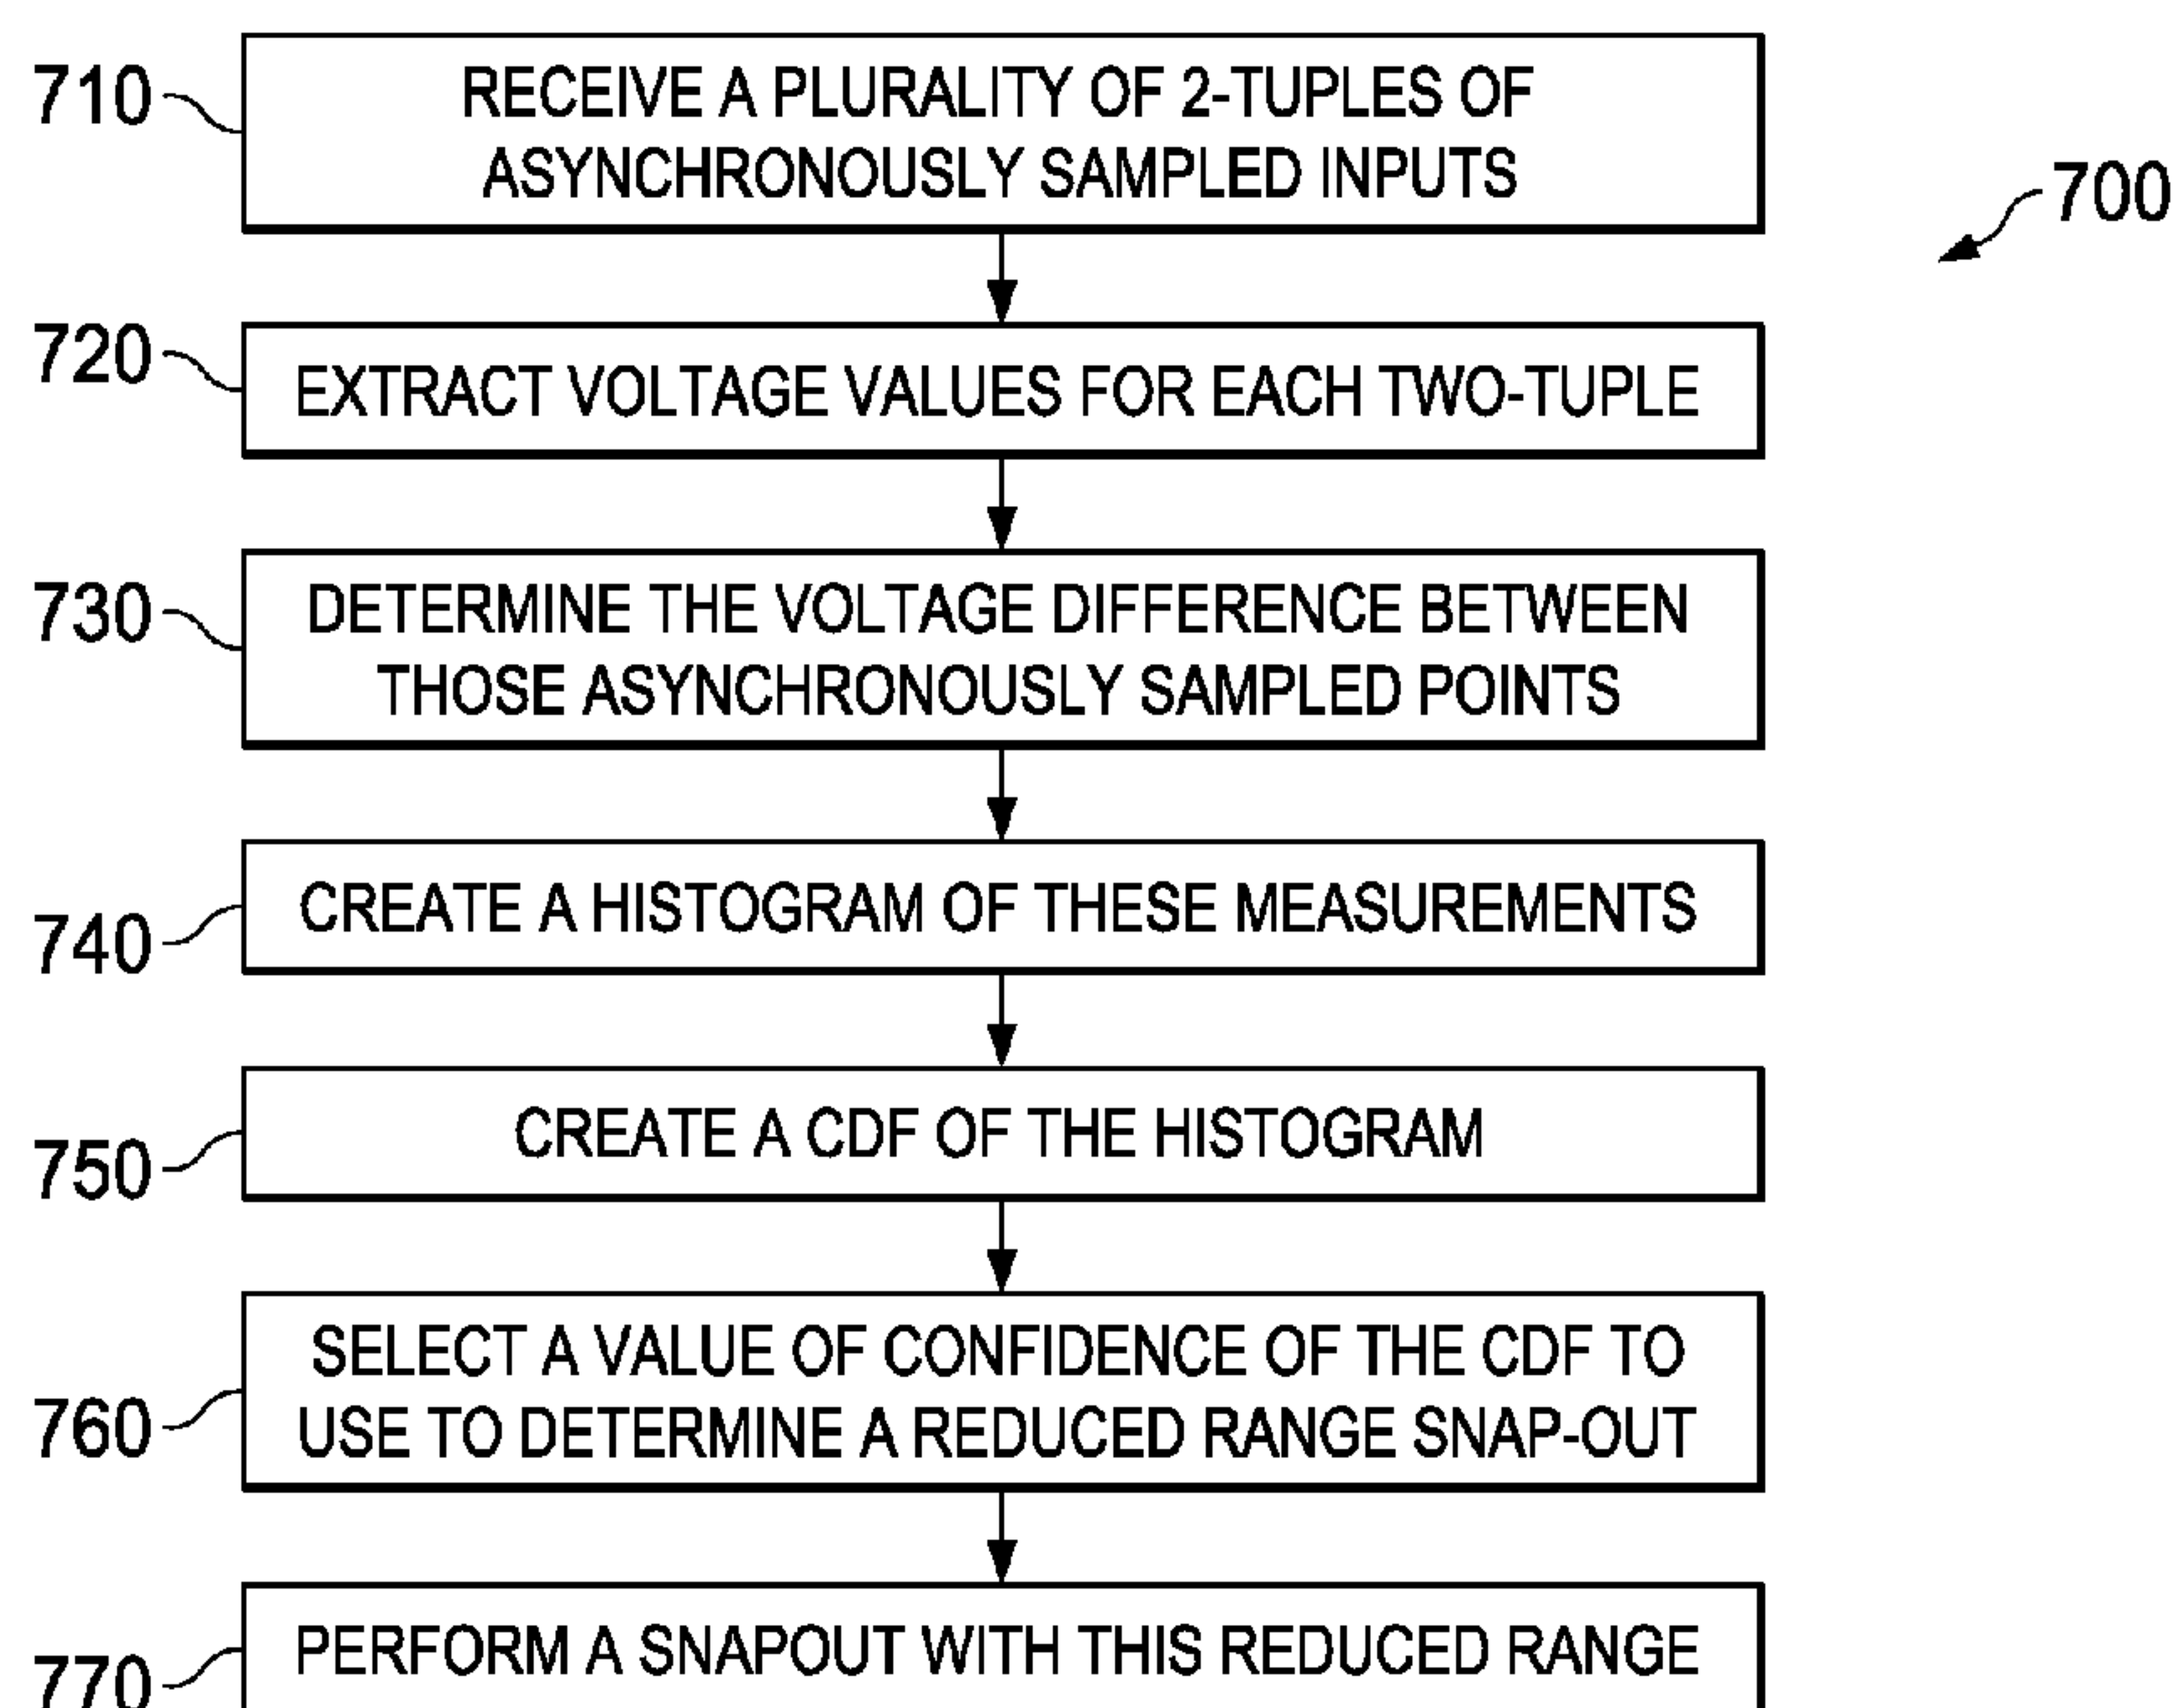 710
RECEIVE A PLURALITY OF 2-TUPLES OF
ASYNCHRONOUSLY SAMPLED INPUTS
700
720
EXTRACT VOLTAGE VALUES FOR EACH TWO-TUPLE
730
DETERMINE THE VOLTAGE DIFFERENCE BETWEEN
THOSE ASYNCHRONOUSLY SAMPLED POINTS
740
CREATE A HISTOGRAM OF THESE MEASUREMENTS
750
CREATE A CDF OF THE HISTOGRAM
760
SELECT A VALUE OF CONFIDENCE OF THE CDF TO
USE TO DETERMINE A REDUCED RANGE SNAP-OUT
770
PERFORM A SNAPOUT WITH THIS REDUCED RANGE